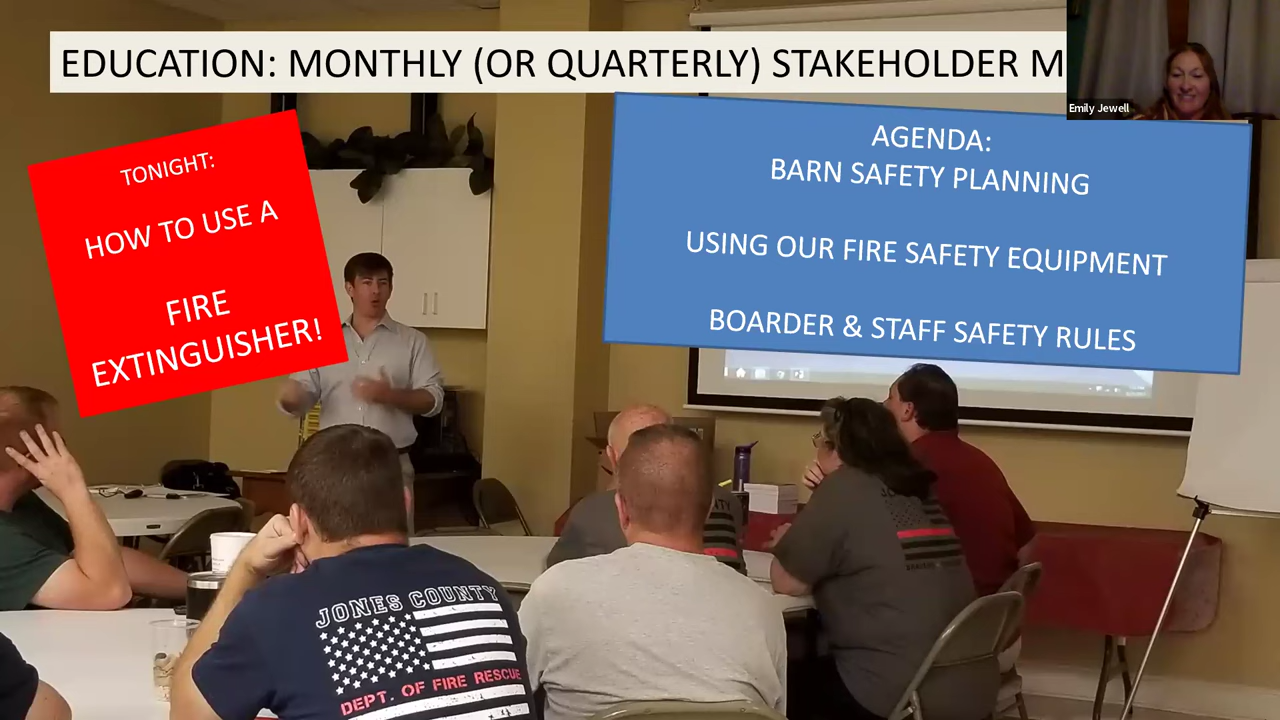 EDUCATION: MONTHLY (OR QUARTERLY) STAKEHOLDER M
Emily Jewell
TONIGHT:
HOW TO USE A
FIRE
EXTINGUISHER!
AGENDA:
BARN SAFETY PLANNING
USING OUR FIRE SAFETY EQUIPMENT
BOARDER & STAFF SAFETY RULES
JONES COUNTY
DEPT. OF FIRE RESCUE